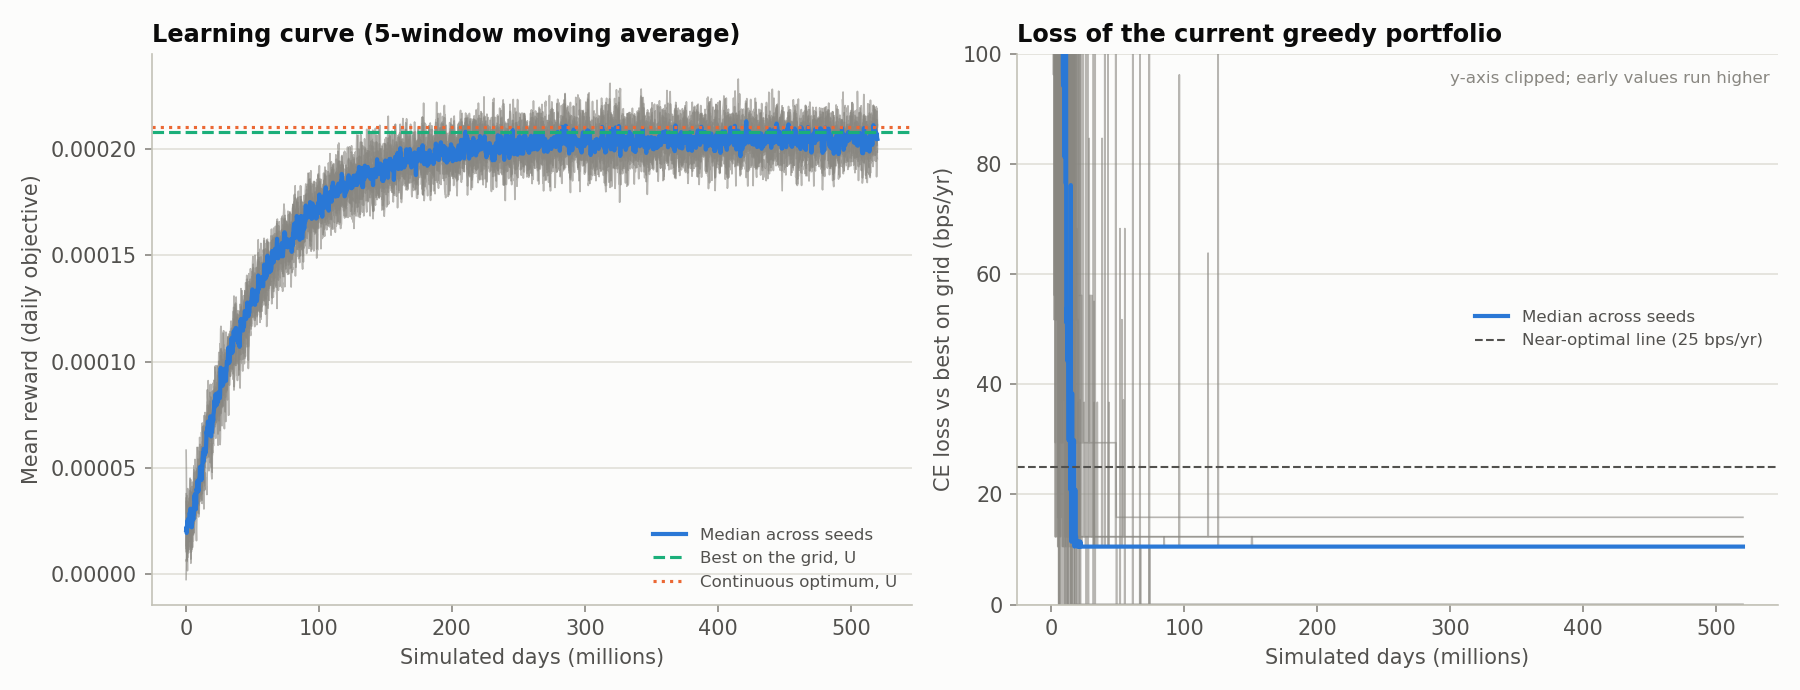 Learning curve (5-window moving average)
Mean reward (daily objective)
0.00020
0.00015
0.00010
0.00005
0.00000
Median across seeds
Best on the grid, U
Continuous optimum, U
0
100
200
300
400
500
Simulated days (millions)
Loss of the current greedy portfolio
CE loss vs best on grid (bps/yr)
100
80
60
40
20
0
y-axis clipped; early values run higher
Median across seeds
Near-optimal line (25 bps/yr)
0
100
200
300
400
500
Simulated days (millions)